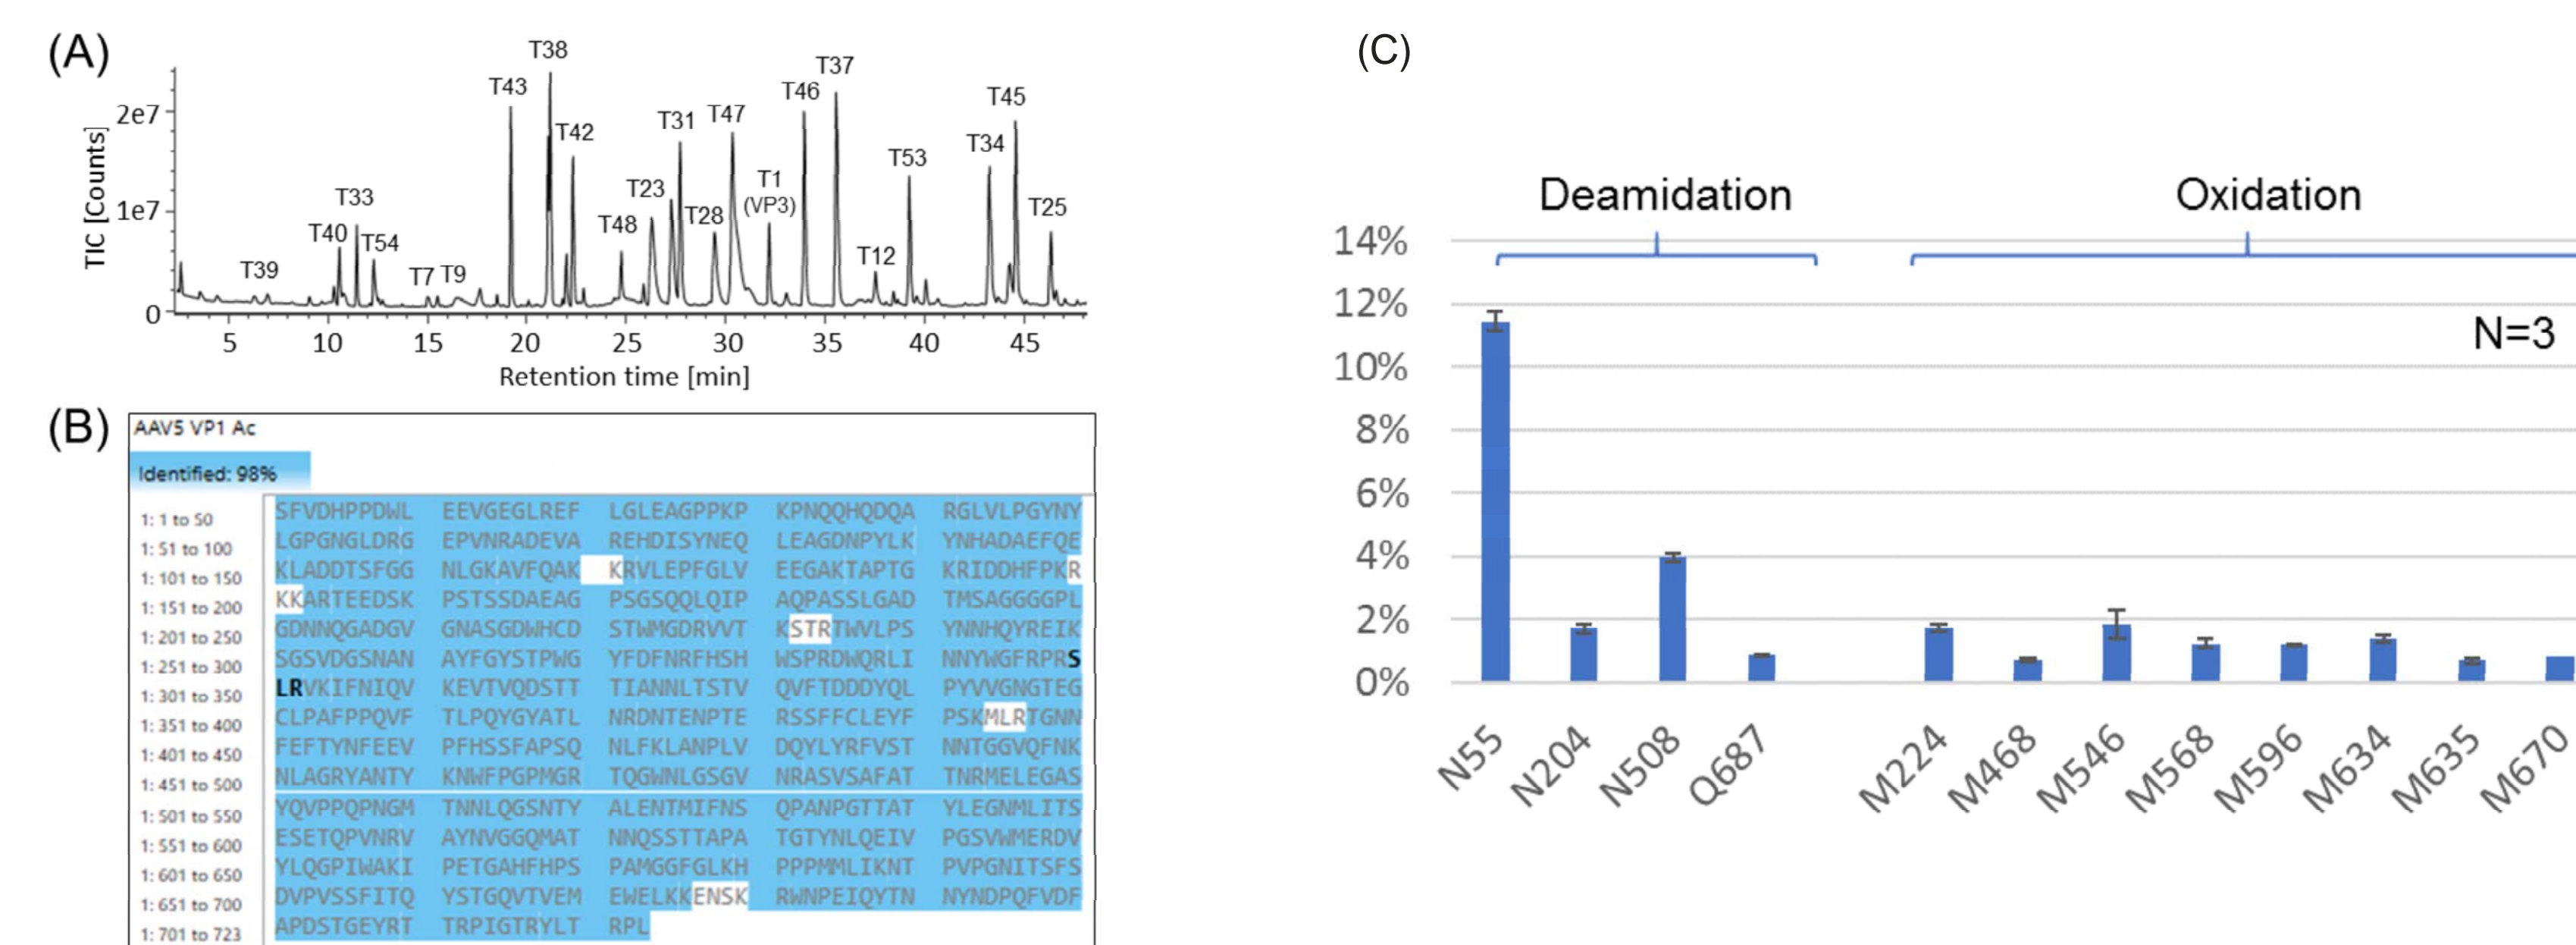 (A)
T38
T43
T37
T46
T45
2e7
T42
T31
T47
T34
T53
T1
(VP3)
T33
T23
T25
1e7
T28
T48
T40
T54
T12
T39
T7
T9
0
TIC [Counts]
5 10 15 20 25 30 35 40 45
Retention time [min]
(B)
AAV5 VP1 Ac
Identified: 98%
1: 1 to 50 SFVDHPPDWL EEVGEGLREF LGLEAGPPKP KPNQQHQDQA RGLVLPGYNY
1: 51 to 100 LGPGNGLDRG EPVNRADEVA REHDISYNEQ LEAGDNPYLK YNHADAEFQE
1: 101 to 150 KLADDTSFGG NLGKAVFQAK KRVLEPFGLV EEGAKTAPTG KRIDDHFPKR
1: 151 to 200 KKARTEEDSK PSTSSDAEAG PSGSQQLQIP AQPASSLGAD TMSAGGGGPL
1: 201 to 250 GDNNQGADGV GNASGDWHCD STWMGDRVVT KSTRTWVLPS YNNHQYREIK
1: 251 to 300 SGSVDGSNAN AYFGYSTPWG YFDFNRFHSH WSPRDWQRLI NNYWGFRPRS
1: 301 to 350 LRVKIFNIQV KEVTVQDSTT TIANNLTSTV QVFTDDDYQL PYVVGNGTEG
1: 351 to 400 CLPAFPPQVF TLPQYGYATL NRDNTENPTE RSSFFCLEYF PSKMLRTGNN
1: 401 to 450 FEFTYNFEEV PFHSSFAPSQ NLFKLANPLV DQYLYRFVST NNTGGVQFNK
1: 451 to 500 NLAGRYANTY KNWFPGPMGR TQGWNLGSGV NRASVSAFAT TNRMELEGAS
1: 501 to 550 YQVPPQPNGM TNNLQGSNTY ALENTMIFNS QPANPGTTAT YLEGNMLITS
1: 551 to 600 ESETQPVNRV AYNVGGQMAT NNQSSTTAPA TGTYNLQEIV PGSVWMERDV
1: 601 to 650 YLQGPIWAKI PETGAHFHPS PAMGGFGLKH PPPMMLIKNT PVPGNITSFS
1: 651 to 700 DVPVSSFITQ YSTGQVTVEM EWELKKENSK RWNPEIQYTN NYNDPQFVDF
1: 701 to 723 APDSTGEYRT TRPIGTRYLT RPL
(C)
Deamidation Oxidation
14%
12%
N=3
10%
8%
6%
4%
2%
0%
N55 N204 N508 Q687 M224 M468 M546 M568 M596 M634 M635 M670